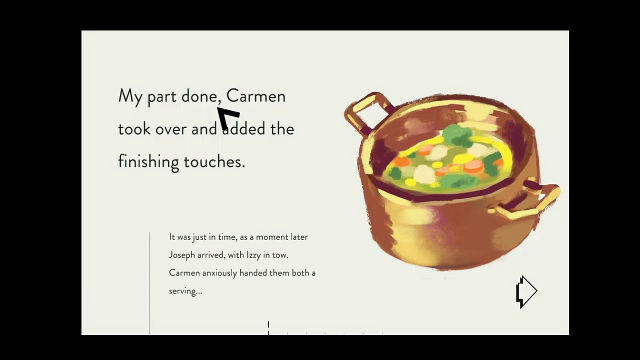 My part done, Carmen
took over and added the
finishing touches.
It was just in time, as a moment later
Joseph arrived, with Izzy in tow.
Carmen anxiously handed them both a
serving...